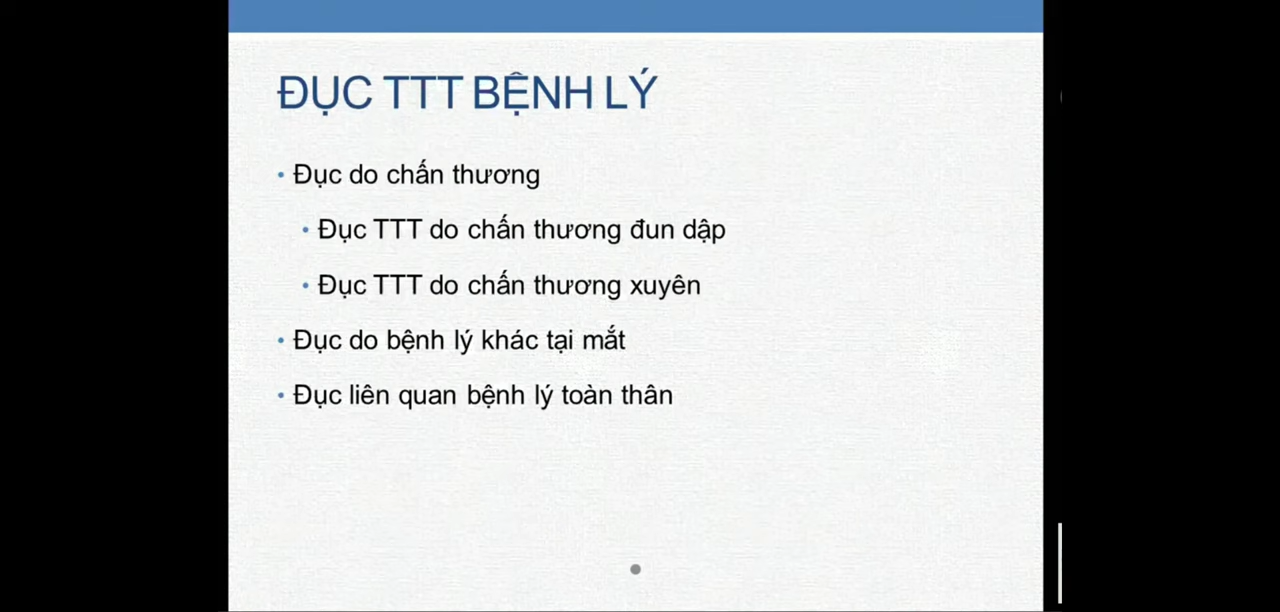 ĐỤC TTT BỆNH LÝ
• Đục do chấn thương
• Đục TTT do chấn thương đun dập
• Đục TTT do chấn thương xuyên
• Đục do bệnh lý khác tại mắt
• Đục liên quan bệnh lý toàn thân